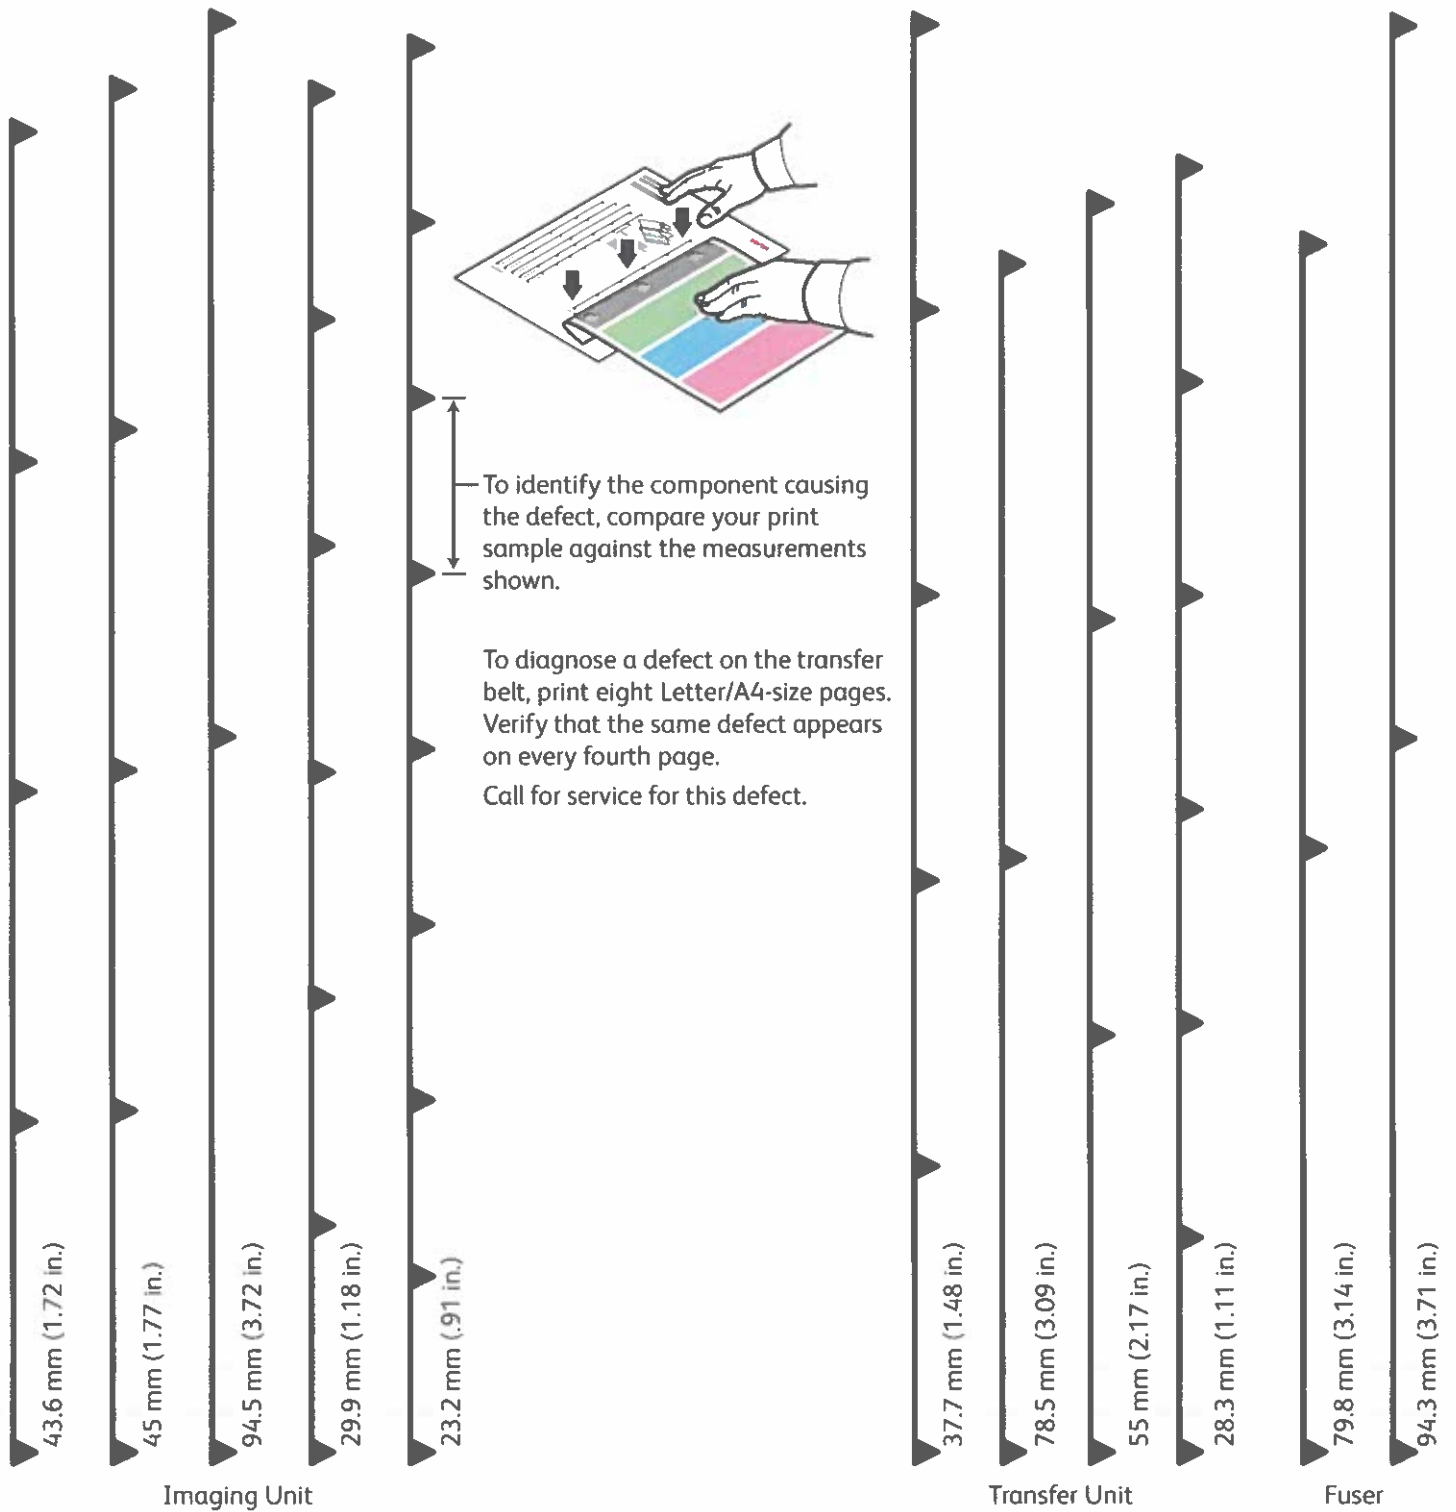 To identify the component causing
the defect, compare your print
sample against the measurements
shown.
To diagnose a defect on the transfer
belt, print eight Letter/A4-size pages.
Verify that the same defect appears
on every fourth page.
Call for service for this defect.
43.6 mm (1.72 in.)
45 mm (1.77 in.)
94.5 mm (3.72 in.)
29.9 mm (1.18 in.)
23.2 mm (.91 in.)
37.7 mm (1.48 in.)
78.5 mm (3.09 in.)
55 mm (2.17 in.)
28.3 mm (1.11 in.)
79.8 mm (3.14 in.)
94.3 mm (3.71 in.)
Imaging Unit
Transfer Unit
Fuser